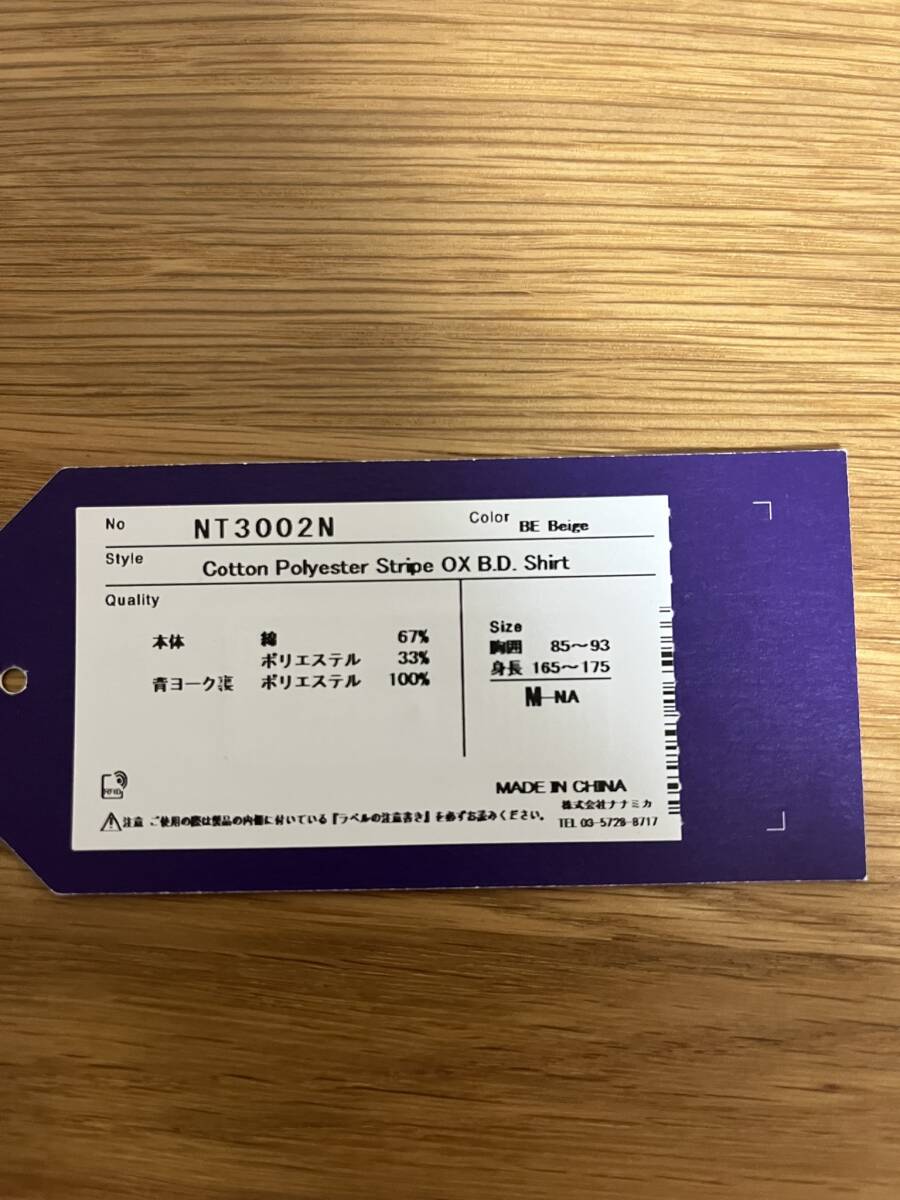 No NT3002N Color BE Beige
Style Cotton Polyester Stripe OX B.D. Shirt
Quality
本体 綿 67%
ポリエステル 33%
背ヨーク裏 ポリエステル 100%
Size
胸囲 85～93
身長 165～175
M-NA
RFID
MADE IN CHINA
株式会社ナナミカ
注意 ご使用の際は製品の内側に付いている『ラベルの注意書き』を必ずお読みください。
TEL 03-5728-8717